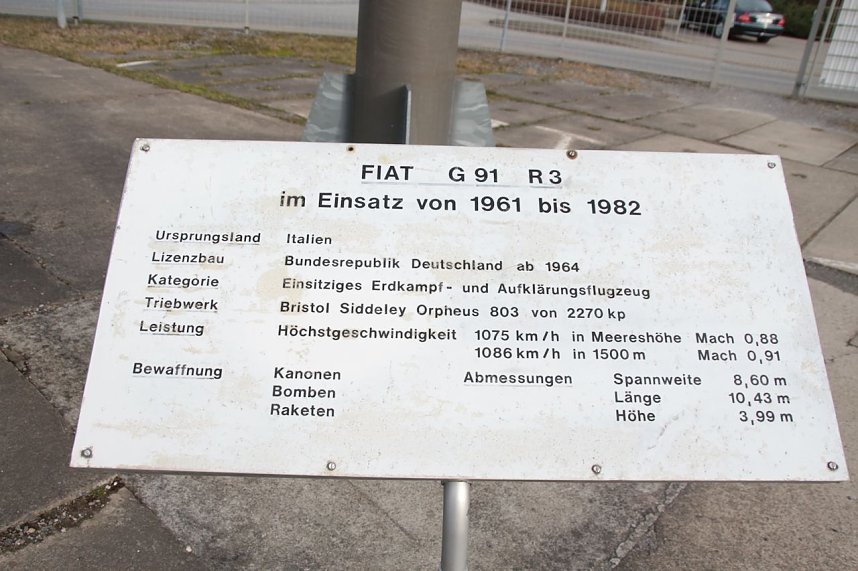 FIAT G 91 R 3
im Einsatz von 1961 bis 1982
Ursprungsland Italien
Lizenzbau Bundesrepublik Deutschland ab 1964
Kategorie Einsitziges Erdkampf- und Aufklärungsflugzeug
Triebwerk Bristol Siddeley Orpheus 803 von 2270 kp
Leistung Höchstgeschwindigkeit 1075 km/h in Meereshöhe Mach 0,88
1086 km/h in 1500 m Mach 0,91
Bewaffnung Kanonen Abmessungen Spannweite 8,60 m
Bomben Länge 10,43 m
Raketen Höhe 3,99 m